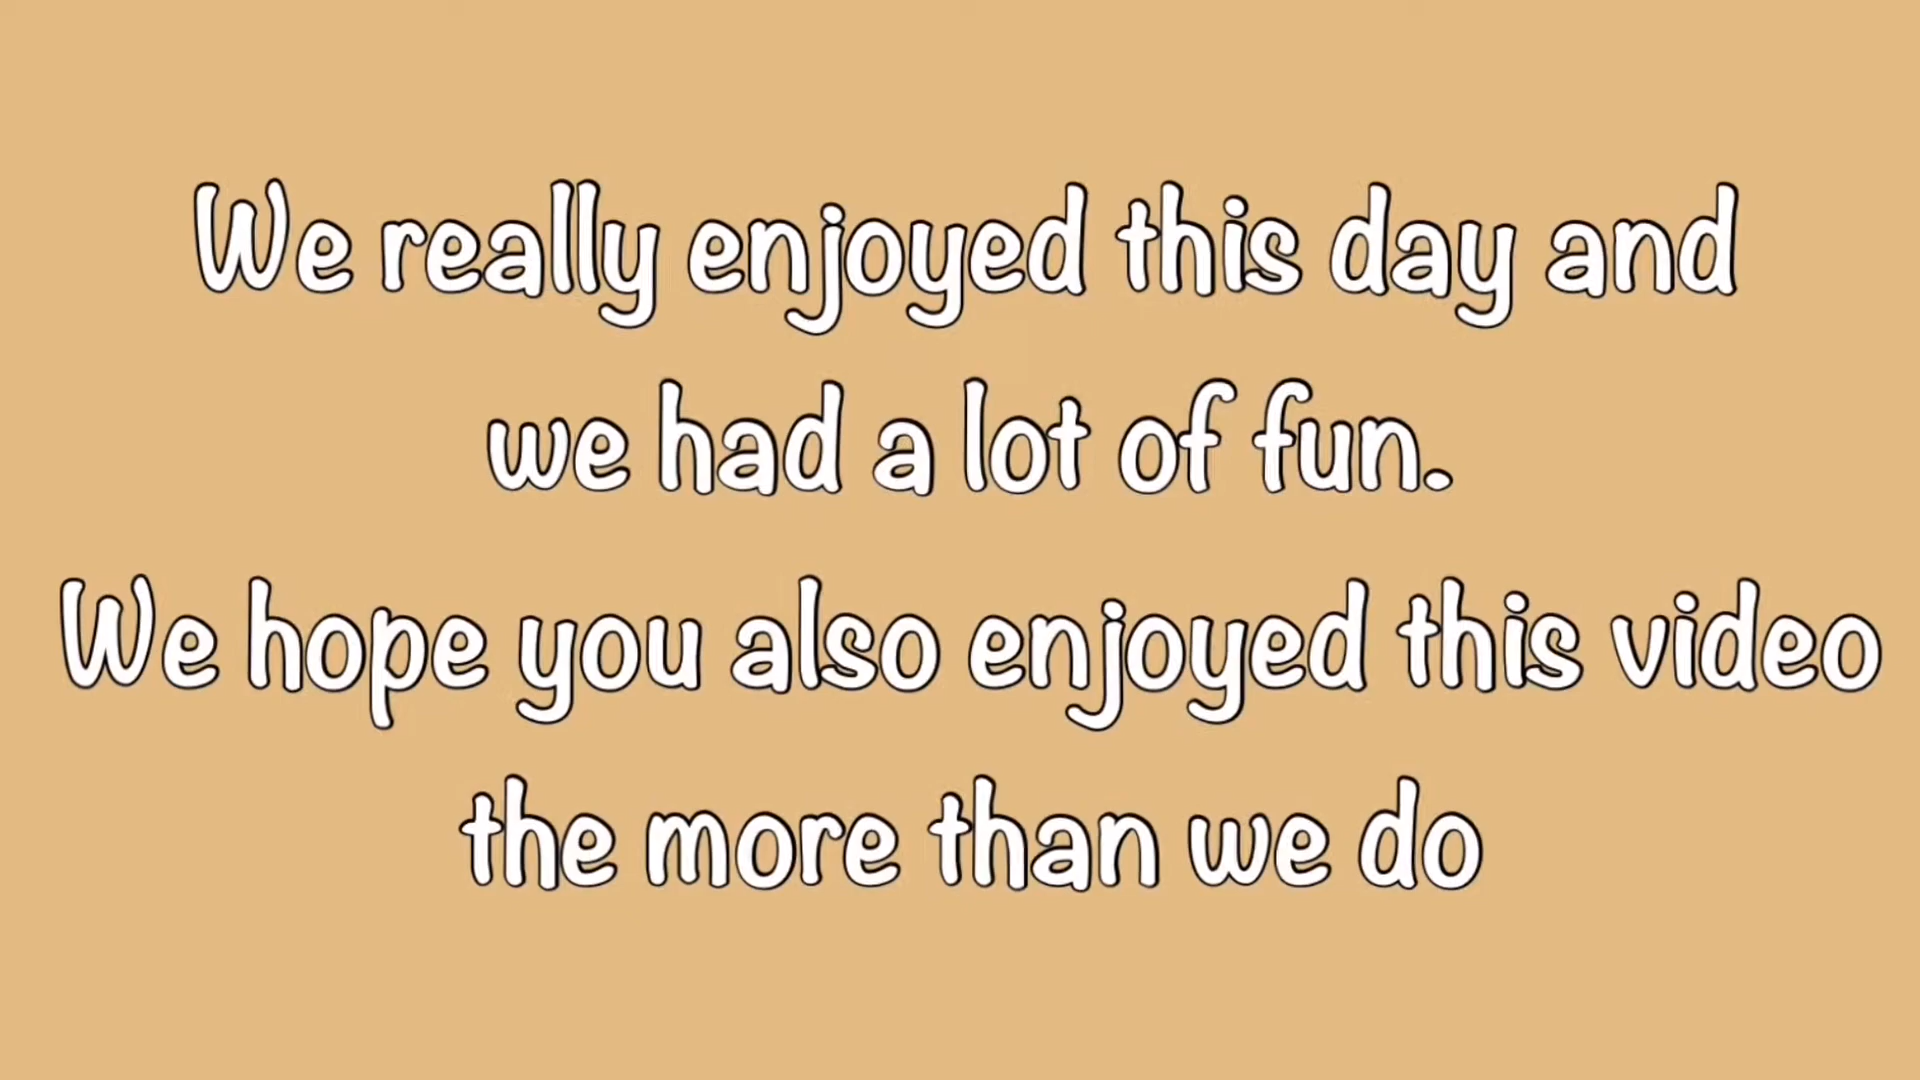 We really enjoyed this day and
we had a lot of fun.
We hope you also enjoyed this video
the more than we do